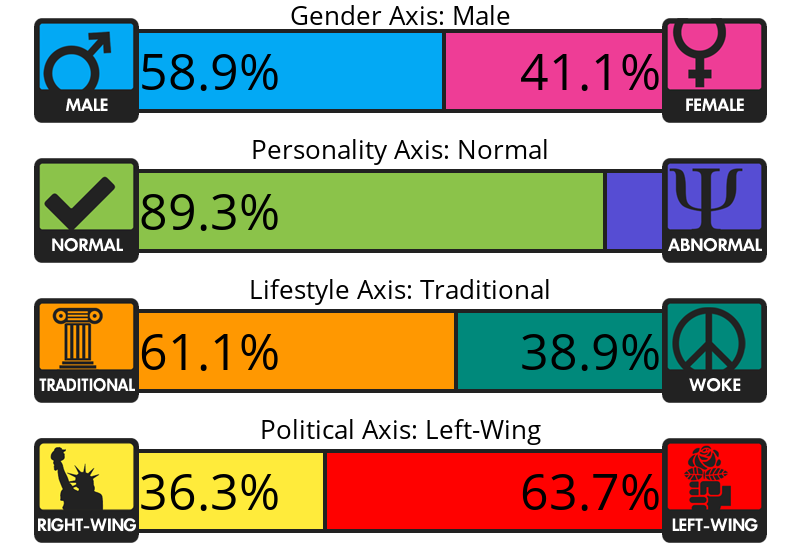 Gender Axis: Male
MALE 58.9% 41.1% FEMALE
Personality Axis: Normal
NORMAL 89.3% ABNORMAL
Lifestyle Axis: Traditional
TRADITIONAL 61.1% 38.9% WOKE
Political Axis: Left-Wing
RIGHT-WING 36.3% 63.7% LEFT-WING